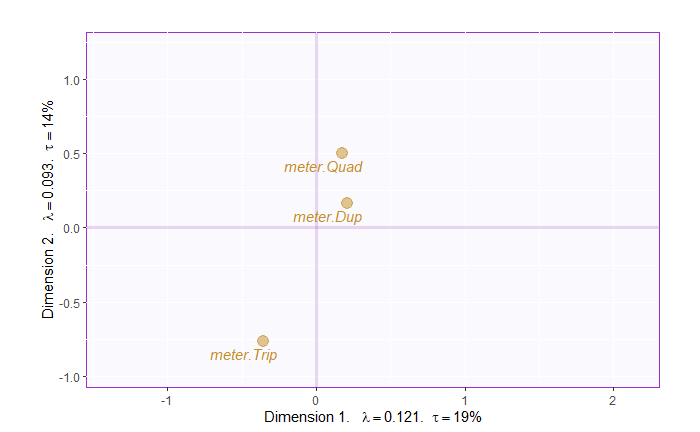 1.0
0.5
0.0
-0.5
-1.0
Dimension 2.   λ = 0.093.  τ = 14%
meter.Quad
meter.Dup
meter.Trip
-1 0 1 2
Dimension 1.   λ = 0.121.  τ = 19%